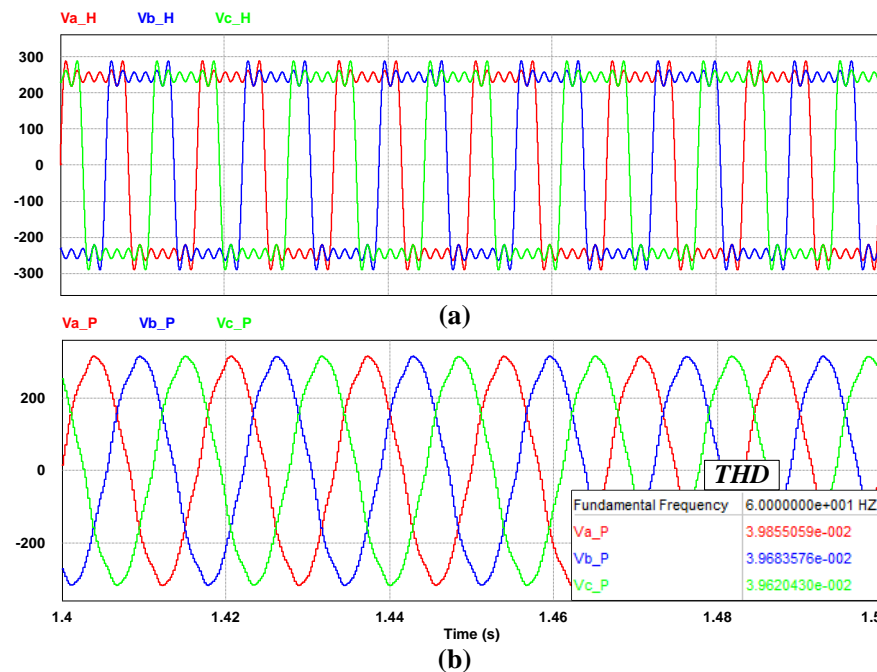 Va_H Vb_H Vc_H
300
200
100
0
-100
-200
-300
(a)
Va_P Vb_P Vc_P
200
0
-200
THD
Fundamental Frequency 6.0000000e+001 HZ
Va_P 3.9855059e-002
Vb_P 3.9683576e-002
Vc_P 3.9620430e-002
1.4 1.42 1.44 1.46 1.48
Time (s)
(b)